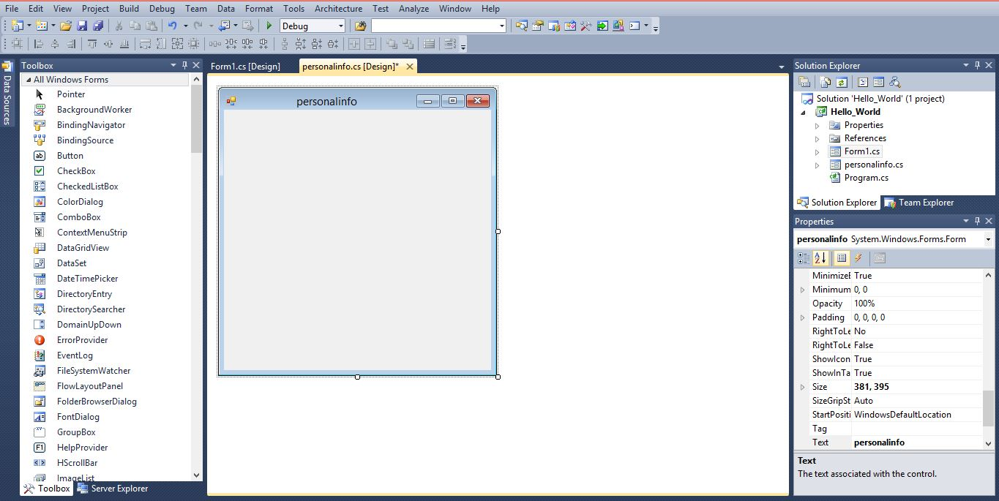 File Edit View Project Build Debug Team Data Format Tools Architecture Test Analyze Window Help
Debug
Data Sources
Toolbox
All Windows Forms
Pointer
BackgroundWorker
BindingNavigator
BindingSource
Button
CheckBox
CheckedListBox
ColorDialog
ComboBox
ContextMenuStrip
DataGridView
DataSet
DateTimePicker
DirectoryEntry
DirectorySearcher
DomainUpDown
ErrorProvider
EventLog
FileSystemWatcher
FlowLayoutPanel
FolderBrowserDialog
FontDialog
GroupBox
HelpProvider
HScrollBar
ImageList
Toolbox Server Explorer
Form1.cs [Design] personalinfo.cs [Design]*
personalinfo
Solution Explorer
Solution 'Hello_World' (1 project)
Hello_World
Properties
References
Form1.cs
personalinfo.cs
Program.cs
Solution Explorer Team Explorer
Properties
personalinfo System.Windows.Forms.Form
MinimizeE True
Minimum 0, 0
Opacity 100%
Padding 0, 0, 0, 0
RightToLe No
RightToLe False
ShowIcon True
ShowInTa True
Size 381, 395
SizeGripSt Auto
StartPositi WindowsDefaultLocation
Tag
Text personalinfo
Text
The text associated with the control.